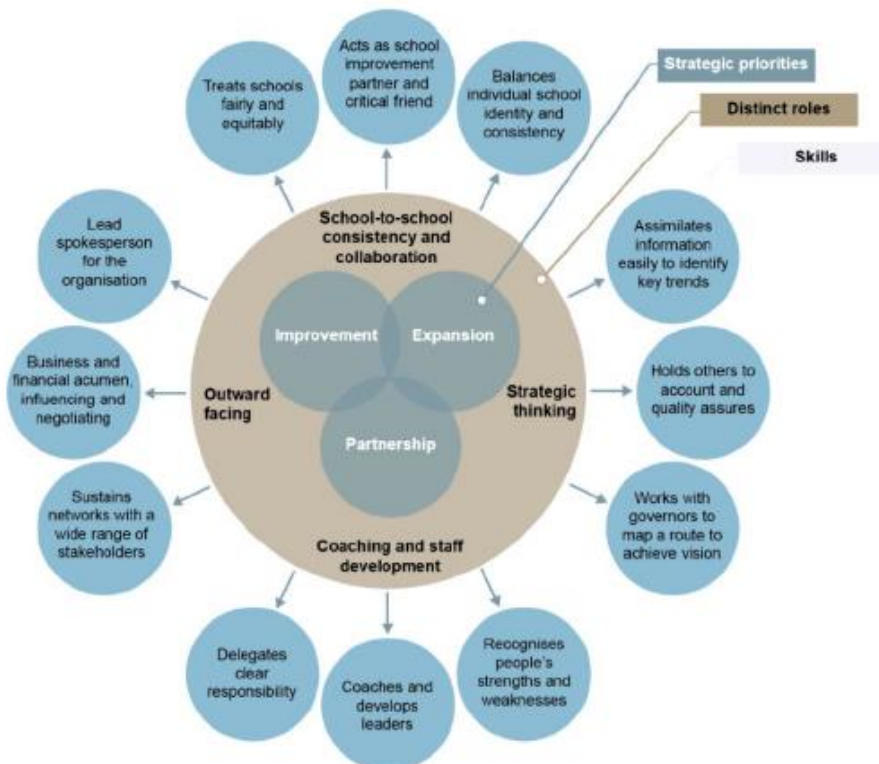 Acts as school
improvement
partner and
critical friend
Treats schools
fairly and
equitably
Balances
individual school
identity and
consistency
Strategic priorities
Distinct roles
Skills
School-to-school
consistency and
collaboration
Lead
spokesperson
for the
organisation
Assimilates
information
easily to identify
key trends
Improvement
Expansion
Business and
financial acumen,
influencing and
negotiating
Outward
facing
Strategic
thinking
Holds others to
account and
quality assures
Partnership
Sustains
networks with a
wide range of
stakeholders
Works with
governors to
map a route to
achieve vision
Coaching and staff
development
Delegates
clear
responsibility
Coaches and
develops
leaders
Recognises
people's
strengths and
weaknesses